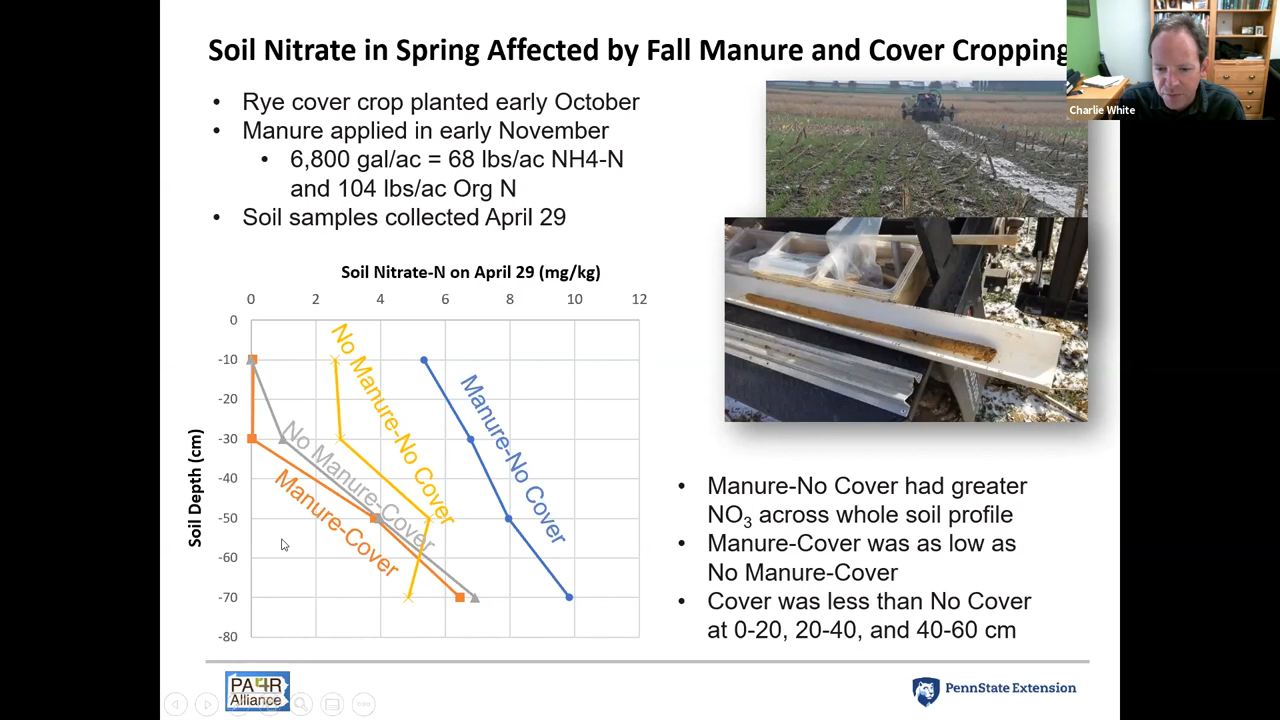 Soil Nitrate in Spring Affected by Fall Manure and Cover Cropping
Charlie White
• Rye cover crop planted early October
• Manure applied in early November
• 6,800 gal/ac = 68 lbs/ac NH4-N
and 104 lbs/ac Org N
• Soil samples collected April 29
Soil Nitrate-N on April 29 (mg/kg)
0 2 4 6 8 10 12
0
-10
-20
-30
-40
-50
-60
-70
-80
Soil Depth (cm)
No Manure-No Cover
Manure-No Cover
No Manure-Cover
Manure-Cover
• Manure-No Cover had greater
NO3 across whole soil profile
• Manure-Cover was as low as
No Manure-Cover
• Cover was less than No Cover
at 0-20, 20-40, and 40-60 cm
PA4R
Alliance
PennState Extension